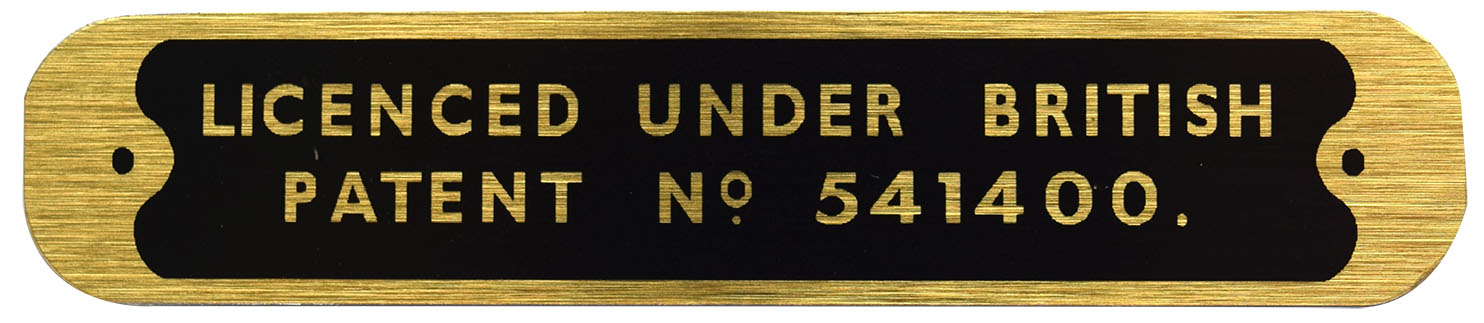 LICENCED UNDER BRITISH
PATENT Nº 541400.